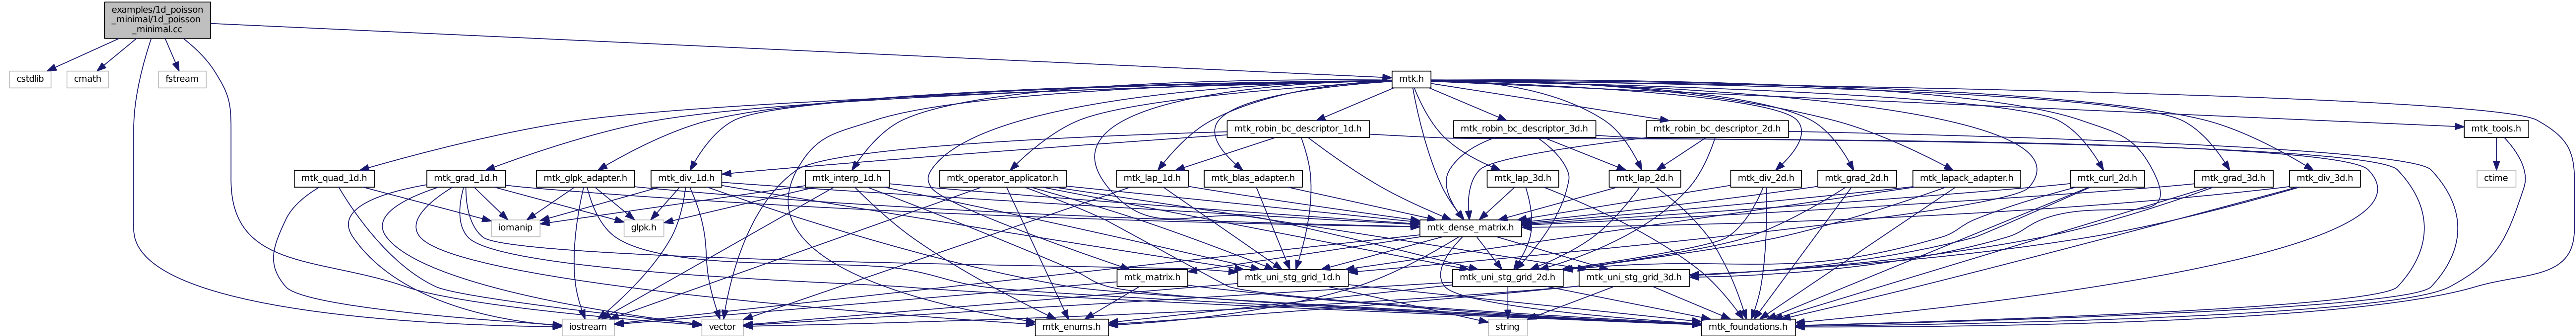 examples/1d_poisson
_minimal/1d_poisson
_minimal.cc
cstdlib
cmath
fstream
mtk.h
mtk_robin_bc_descriptor_1d.h
mtk_robin_bc_descriptor_3d.h
mtk_robin_bc_descriptor_2d.h
mtk_tools.h
mtk_quad_1d.h
mtk_grad_1d.h
mtk_glpk_adapter.h
mtk_div_1d.h
mtk_interp_1d.h
mtk_operator_applicator.h
mtk_lap_1d.h
mtk_blas_adapter.h
mtk_lap_3d.h
mtk_lap_2d.h
mtk_div_2d.h
mtk_grad_2d.h
mtk_lapack_adapter.h
mtk_curl_2d.h
mtk_grad_3d.h
mtk_div_3d.h
ctime
iomanip
glpk.h
mtk_dense_matrix.h
mtk_matrix.h
mtk_uni_stg_grid_1d.h
mtk_uni_stg_grid_2d.h
mtk_uni_stg_grid_3d.h
iostream
vector
mtk_enums.h
string
mtk_foundations.h